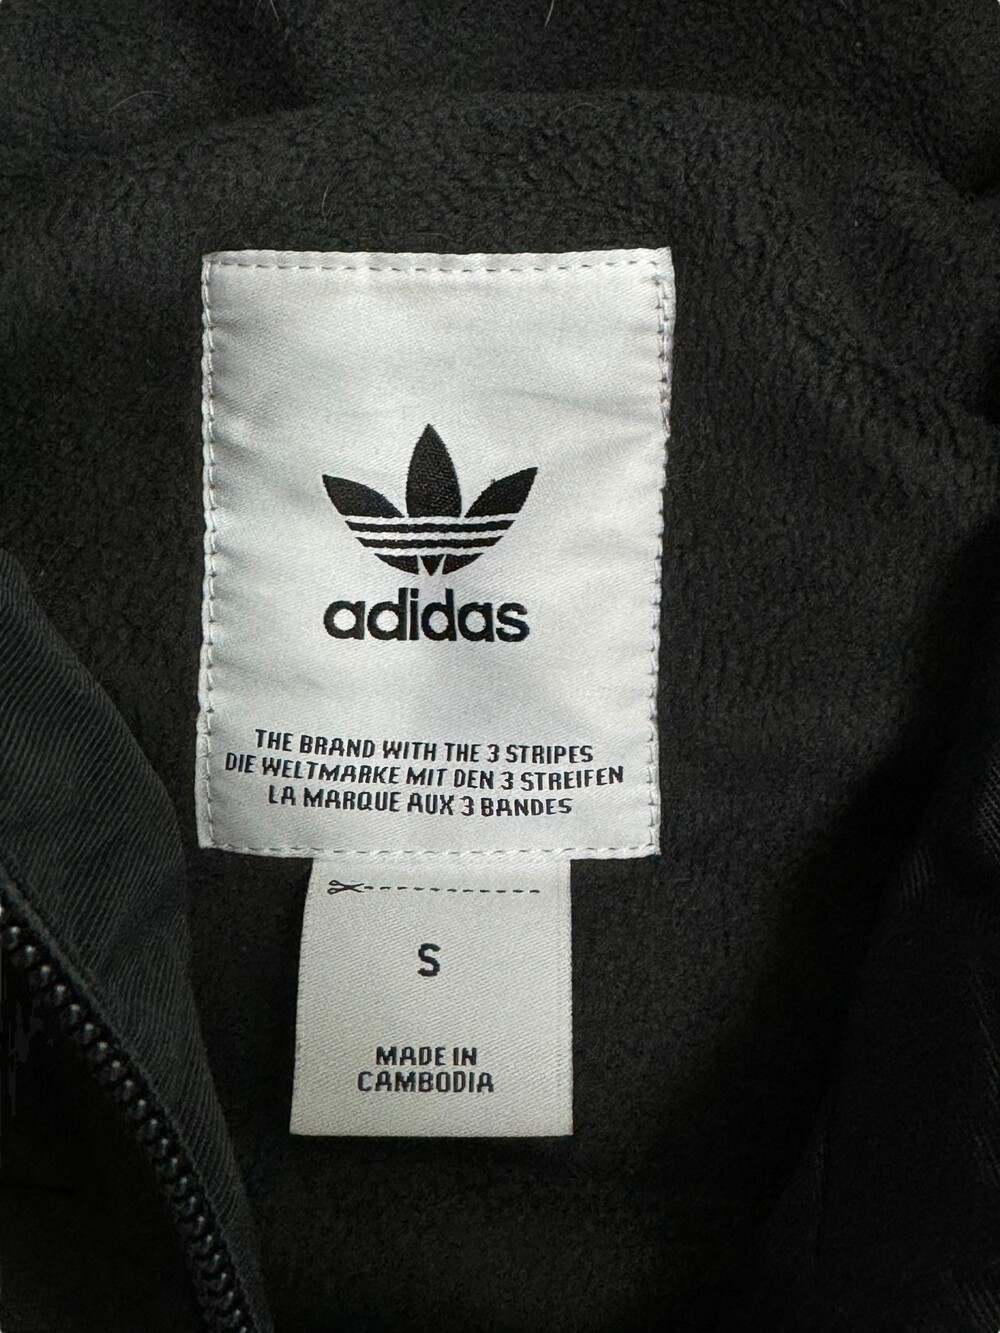 adidas
THE BRAND WITH THE 3 STRIPES
DIE WELTMARKE MIT DEN 3 STREIFEN
LA MARQUE AUX 3 BANDES
S
MADE IN
CAMBODIA